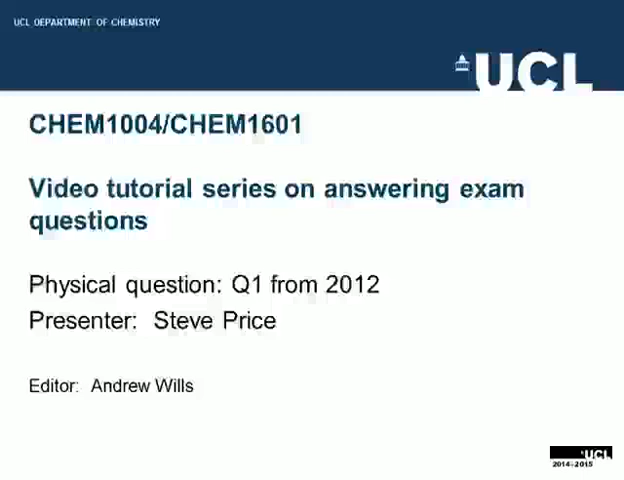 UCL DEPARTMENT OF CHEMISTRY
UCL
CHEM1004/CHEM1601
Video tutorial series on answering exam
questions
Physical question: Q1 from 2012
Presenter: Steve Price
Editor: Andrew Wills
UCL
2014-2015